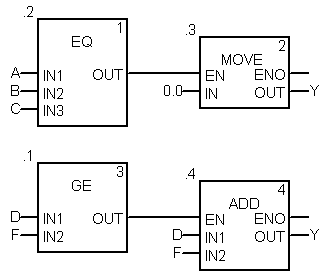 .2
1
EQ
.3
2
MOVE
A IN1 OUT EN ENO
B IN2 0.0 IN OUT Y
C IN3
.1
3
GE
.4
4
ADD
D IN1 OUT EN ENO
F IN2 D IN1 OUT Y
F IN2